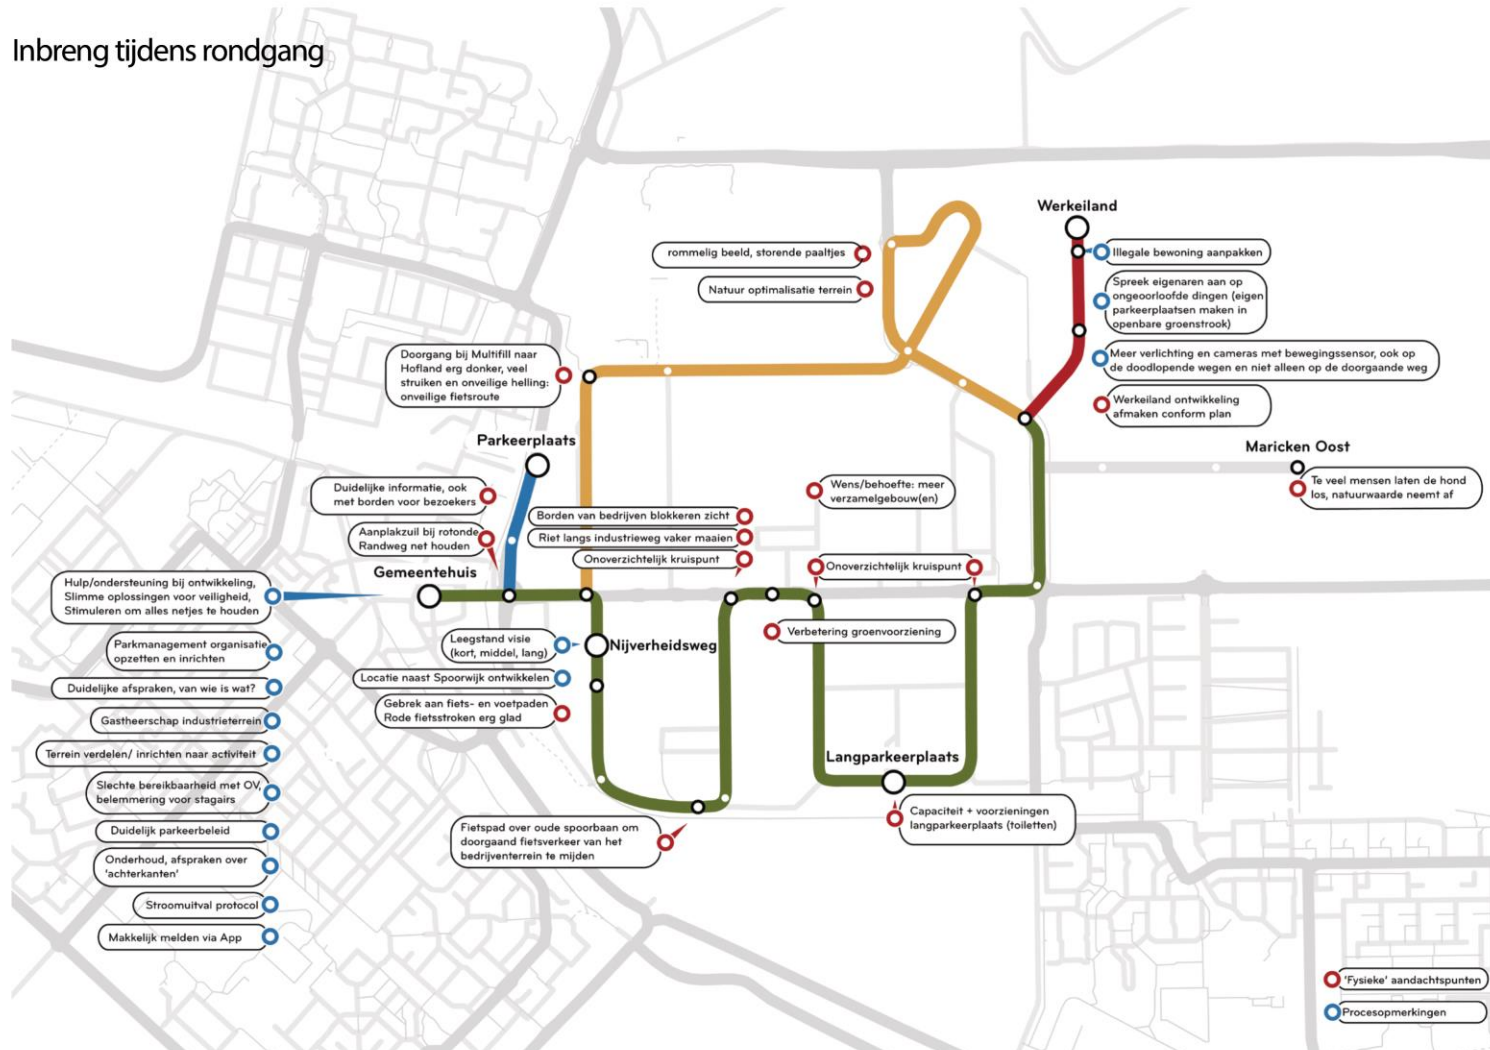 Inbreng tijdens rondgang
Werkeiland
rommelig beeld, storende paaltjes
Natuur optimalisatie terrein
Illegale bewoning aanpakken
Spreek eigenaren aan op
ongeoorloofde dingen (eigen
parkeerplaatsen maken in
openbare groenstrook)
Meer verlichting en cameras met bewegingssensor, ook op
de doodlopende wegen en niet alleen op de doorgaande weg
Werkeiland ontwikkeling
afmaken conform plan
Doorgang bij Multifill naar
Hofland erg donker, veel
struiken en onveilige helling:
onveilige fietsroute
Parkeerplaats
Maricken Oost
Te veel mensen laten de hond
los, natuurwaarde neemt af
Duidelijke informatie, ook
met borden voor bezoekers
Aanplakzuil bij rotonde
Randweg net houden
Wens/behoefte: meer
verzamelgebouw(en)
Borden van bedrijven blokkeren zicht
Riet langs industrieweg vaker maaien
Onoverzichtelijk kruispunt
Onoverzichtelijk kruispunt
Gemeentehuis
Hulp/ondersteuning bij ontwikkeling,
Slimme oplossingen voor veiligheid,
Stimuleren om alles netjes te houden
Parkmanagement organisatie
opzetten en inrichten
Duidelijke afspraken, van wie is wat?
Gastheerschap industrieterrein
Terrein verdelen/ inrichten naar activiteit
Slechte bereikbaarheid met OV,
belemmering voor stagairs
Duidelijk parkeerbeleid
Onderhoud, afspraken over
'achterkanten'
Stroomuitval protocol
Makkelijk melden via App
Leegstand visie
(kort, middel, lang)
Nijverheidsweg
Locatie naast Spoorwijk ontwikkelen
Gebrek aan fiets- en voetpaden
Rode fietsstroken erg glad
Verbetering groenvoorziening
Langparkeerplaats
Capaciteit + voorzieningen
langparkeerplaats (toiletten)
Fietspad over oude spoorbaan om
doorgaand fietsverkeer van het
bedrijventerrein te mijden
'Fysieke' aandachtspunten
Procesopmerkingen